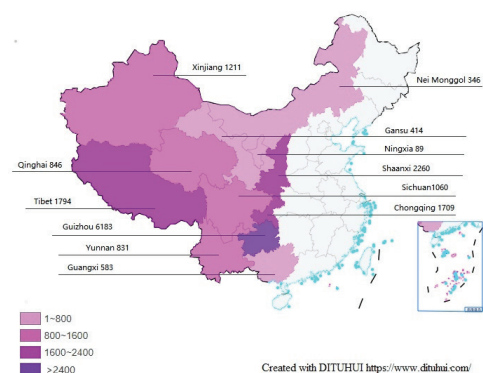 Xinjiang 1211
Nei Monggol 346
Gansu 414
Ningxia 89
Qinghai 846
Shaanxi 2260
Sichuan1060
Tibet 1794
Chongqing 1709
Guizhou 6183
Yunnan 831
Guangxi 583
1~800
800~1600
1600~2400
>2400
Created with DITUHUI https://www.dituhui.com/